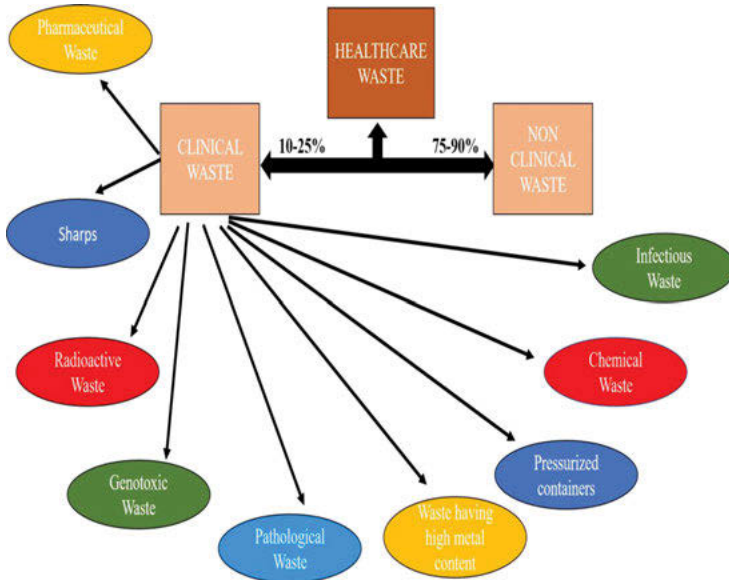 Pharmaceutical
Waste
HEALTHCARE
WASTE
CLINICAL
WASTE
10-25%
75-90%
NON
CLINICAL
WASTE
Sharps
Infectious
Waste
Radioactive
Waste
Chemical
Waste
Genotoxic
Waste
Pressurized
containers
Pathological
Waste
Waste having
high metal
content